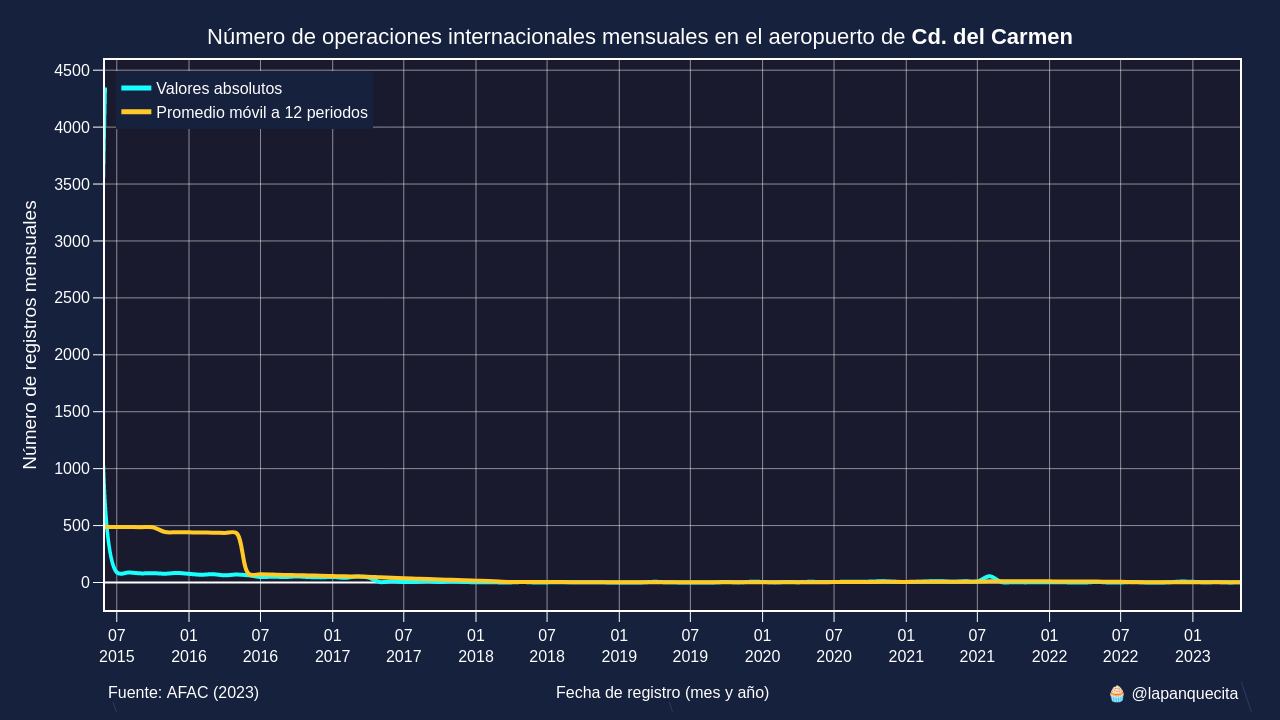 Número de operaciones internacionales mensuales en el aeropuerto de Cd. del Carmen
Valores absolutos
Promedio móvil a 12 periodos
Número de registros mensuales
4500
4000
3500
3000
2500
2000
1500
1000
500
0
07 01 07 01 07 01 07 01 07 01 07 01 07 01 07 01
2015 2016 2016 2017 2017 2018 2018 2019 2019 2020 2020 2021 2021 2022 2022 2023
Fuente: AFAC (2023)
Fecha de registro (mes y año)
🧁 @lapanquecita